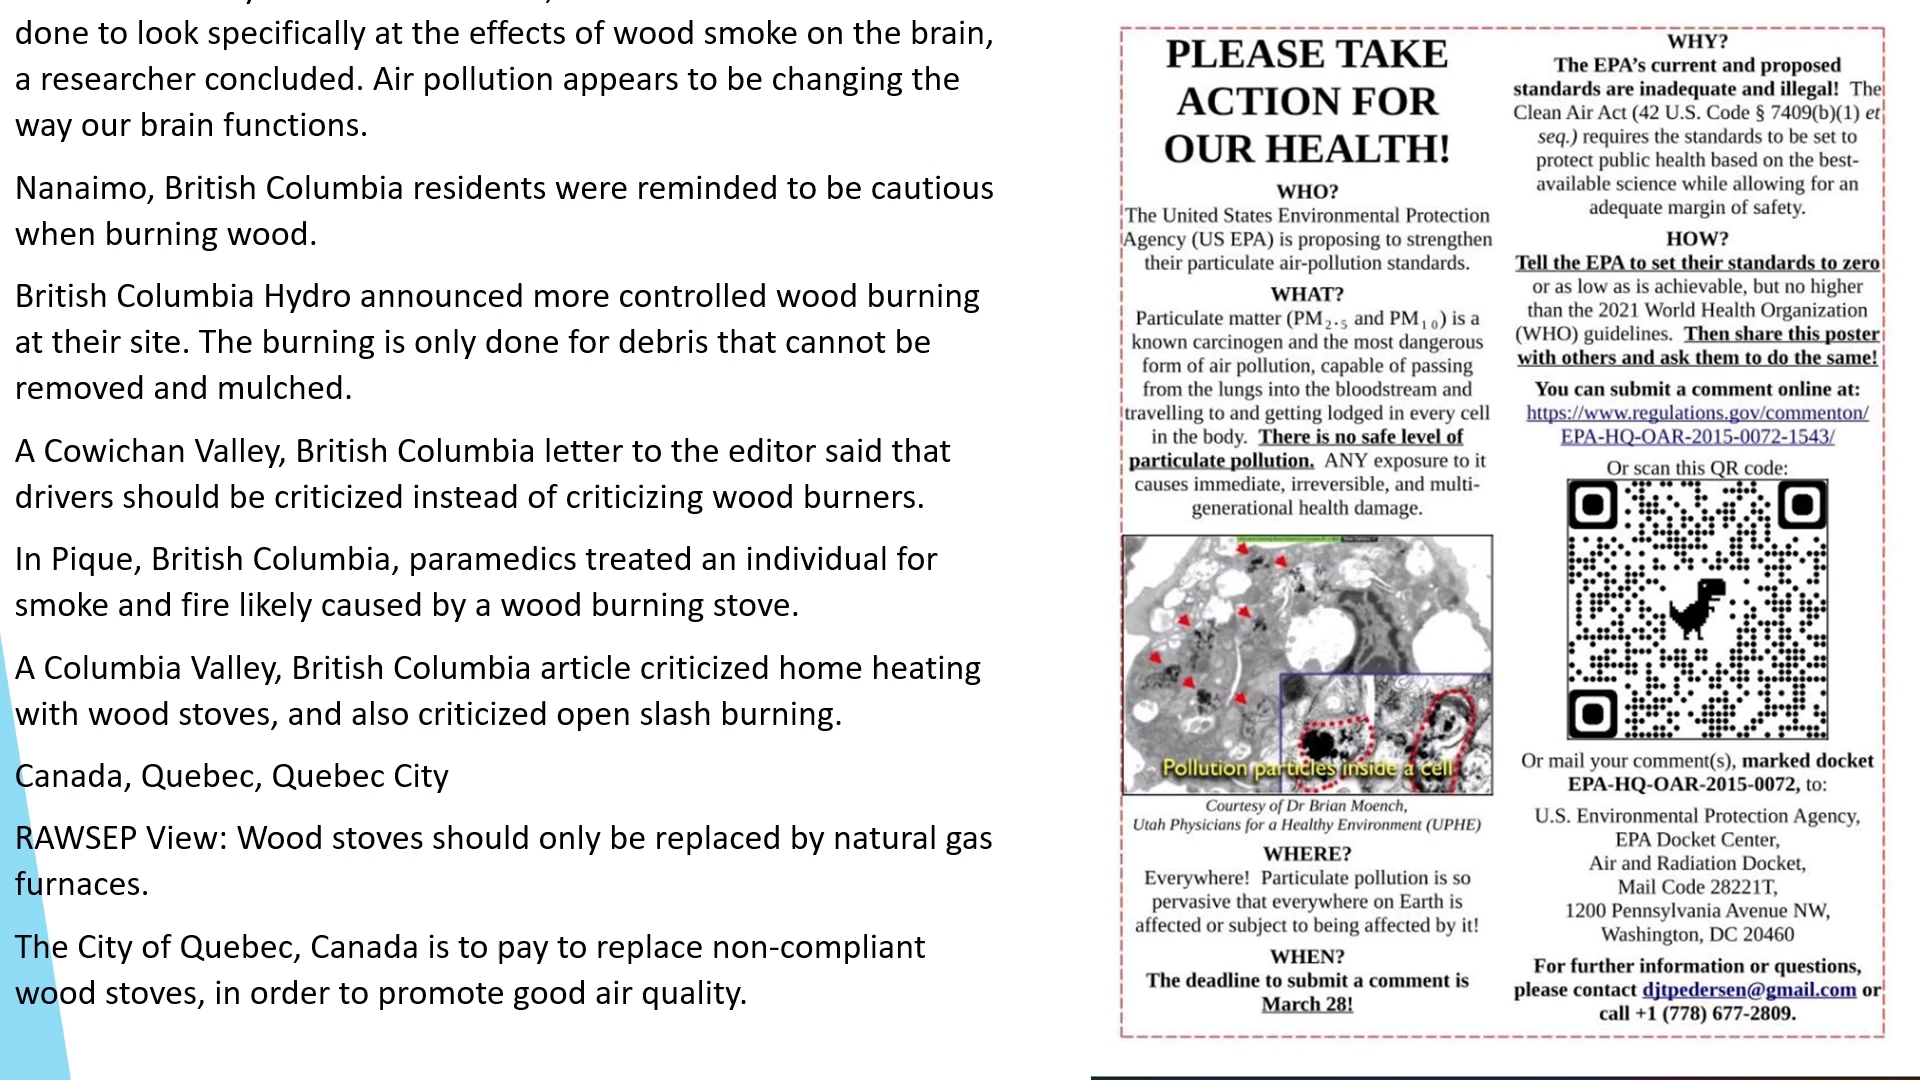 done to look specifically at the effects of wood smoke on the brain,
a researcher concluded. Air pollution appears to be changing the
way our brain functions.
Nanaimo, British Columbia residents were reminded to be cautious
when burning wood.
British Columbia Hydro announced more controlled wood burning
at their site. The burning is only done for debris that cannot be
removed and mulched.
A Cowichan Valley, British Columbia letter to the editor said that
drivers should be criticized instead of criticizing wood burners.
In Pique, British Columbia, paramedics treated an individual for
smoke and fire likely caused by a wood burning stove.
A Columbia Valley, British Columbia article criticized home heating
with wood stoves, and also criticized open slash burning.
Canada, Quebec, Quebec City
RAWSEP View: Wood stoves should only be replaced by natural gas
furnaces.
The City of Quebec, Canada is to pay to replace non-compliant
wood stoves, in order to promote good air quality.
PLEASE TAKE
ACTION FOR
OUR HEALTH!
WHO?
The United States Environmental Protection
Agency (US EPA) is proposing to strengthen
their particulate air-pollution standards.
WHAT?
Particulate matter (PM₂.₅ and PM₁₀) is a
known carcinogen and the most dangerous
form of air pollution, capable of passing
from the lungs into the bloodstream and
travelling to and getting lodged in every cell
in the body. There is no safe level of
particulate pollution. ANY exposure to it
causes immediate, irreversible, and multi-
generational health damage.
Pollution particles inside a cell
Courtesy of Dr Brian Moench,
Utah Physicians for a Healthy Environment (UPHE)
WHERE?
Everywhere! Particulate pollution is so
pervasive that everywhere on Earth is
affected or subject to being affected by it!
WHEN?
The deadline to submit a comment is
March 28!
WHY?
The EPA's current and proposed
standards are inadequate and illegal! The
Clean Air Act (42 U.S. Code § 7409(b)(1) et
seq.) requires the standards to be set to
protect public health based on the best-
available science while allowing for an
adequate margin of safety.
HOW?
Tell the EPA to set their standards to zero
or as low as is achievable, but no higher
than the 2021 World Health Organization
(WHO) guidelines. Then share this poster
with others and ask them to do the same!
You can submit a comment online at:
https://www.regulations.gov/commenton/
EPA-HQ-OAR-2015-0072-1543/
Or scan this QR code:
Or mail your comment(s), marked docket
EPA-HQ-OAR-2015-0072, to:
U.S. Environmental Protection Agency,
EPA Docket Center,
Air and Radiation Docket,
Mail Code 28221T,
1200 Pennsylvania Avenue NW,
Washington, DC 20460
For further information or questions,
please contact djtpedersen@gmail.com or
call +1 (778) 677-2809.